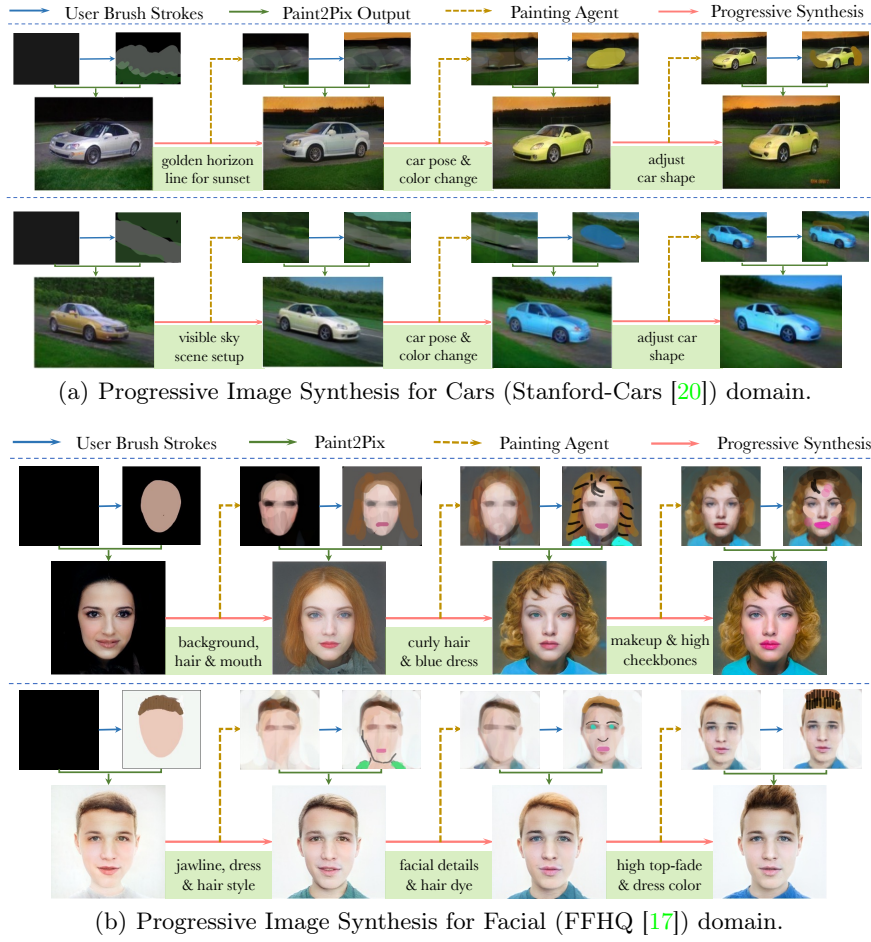 User Brush Strokes Paint2Pix Output Painting Agent Progressive Synthesis
golden horizon
line for sunset
car pose &
color change
adjust
car shape
visible sky
scene setup
car pose &
color change
adjust car
shape
(a) Progressive Image Synthesis for Cars (Stanford-Cars [20]) domain.
User Brush Strokes Paint2Pix Painting Agent Progressive Synthesis
background,
hair & mouth
curly hair
& blue dress
makeup & high
cheekbones
jawline, dress
& hair style
facial details
& hair dye
high top-fade
& dress color
(b) Progressive Image Synthesis for Facial (FFHQ [17]) domain.